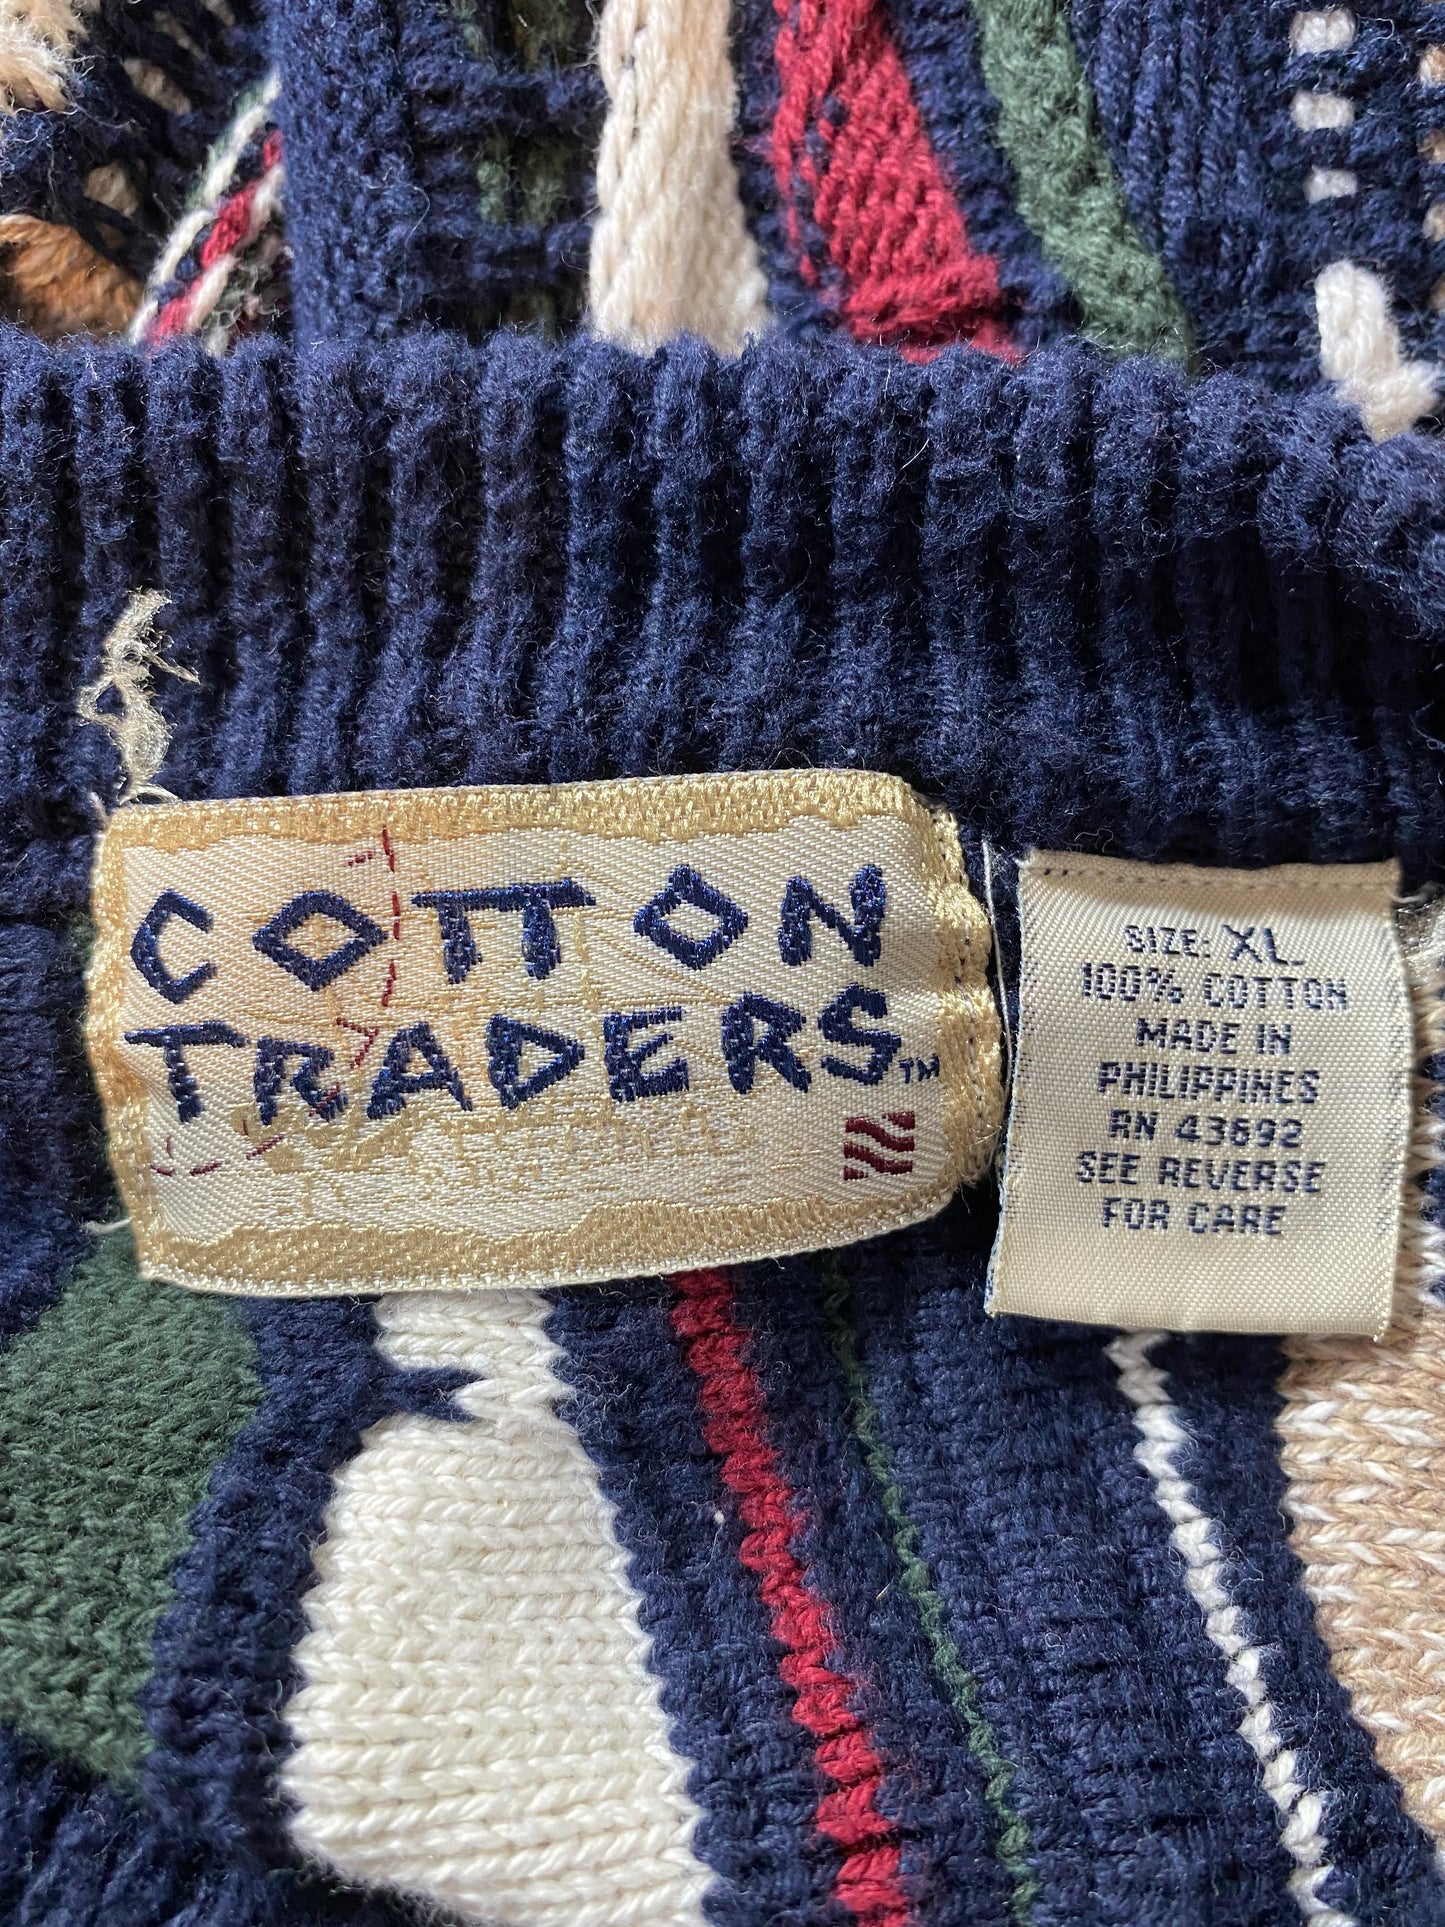 COTTON
TRADERS™
SIZE: XL
100% COTTON
MADE IN
PHILIPPINES
RN 43692
SEE REVERSE
FOR CARE